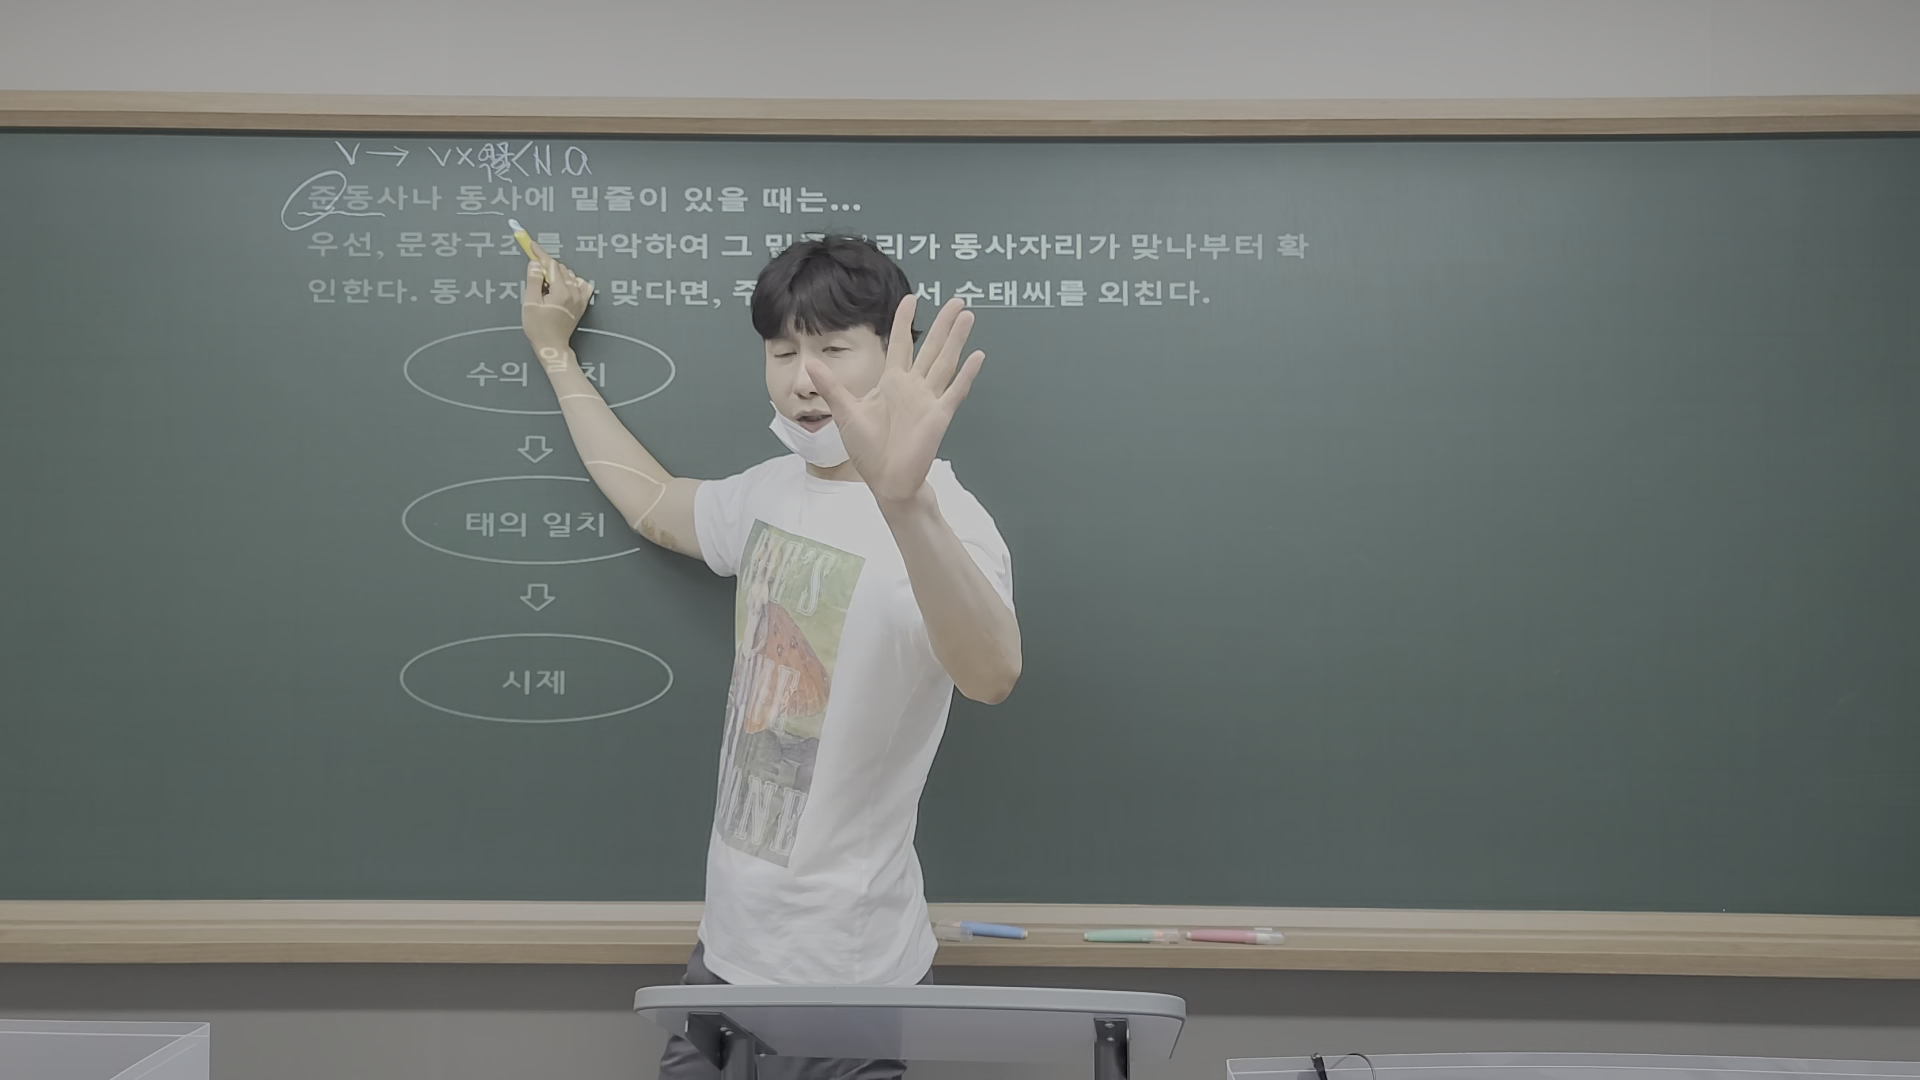 V → V X 역할 < N a
준동사나 동사에 밑줄이 있을 때는...
우선, 문장구조를 파악하여 그 밑줄 자리가 동사자리가 맞나부터 확
인한다. 동사자 맞다면, 주 서 수태씨를 외친다.
수의 일치
태의 일치
시제